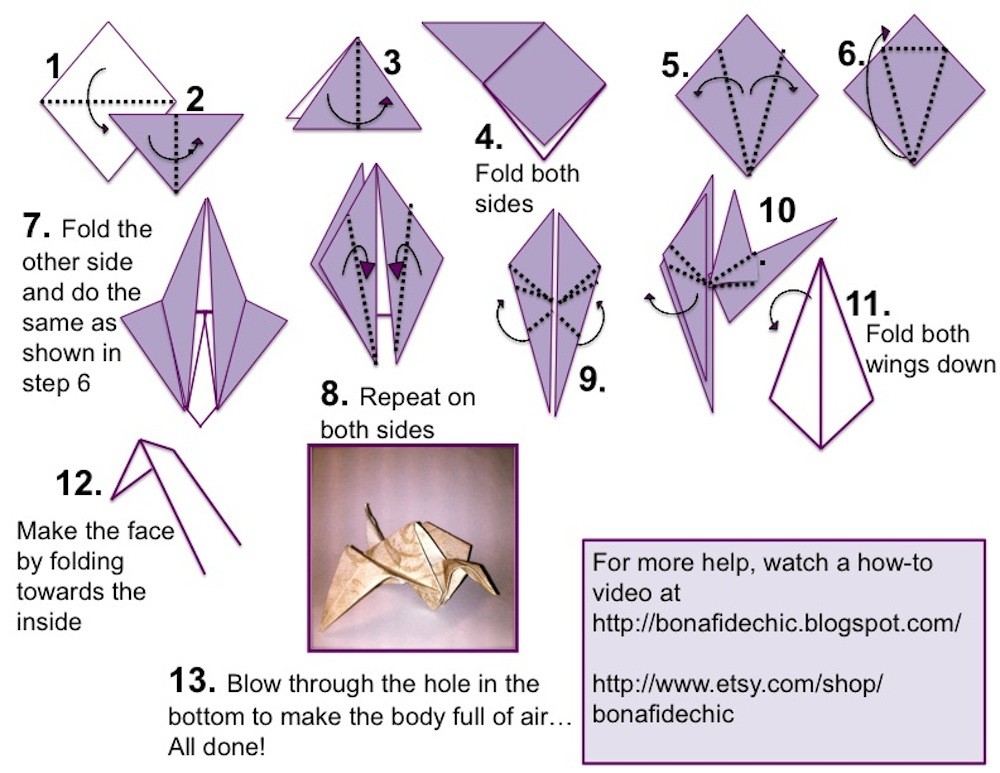 1
2
3
4.
Fold both
sides
5.
6.
7. Fold the
other side
and do the
same as
shown in
step 6
8. Repeat on
both sides
9.
10
11.
Fold both
wings down
12.
Make the face
by folding
towards the
inside
13. Blow through the hole in the
bottom to make the body full of air…
All done!
For more help, watch a how-to
video at
http://bonafidechic.blogspot.com/
http://www.etsy.com/shop/
bonafidechic